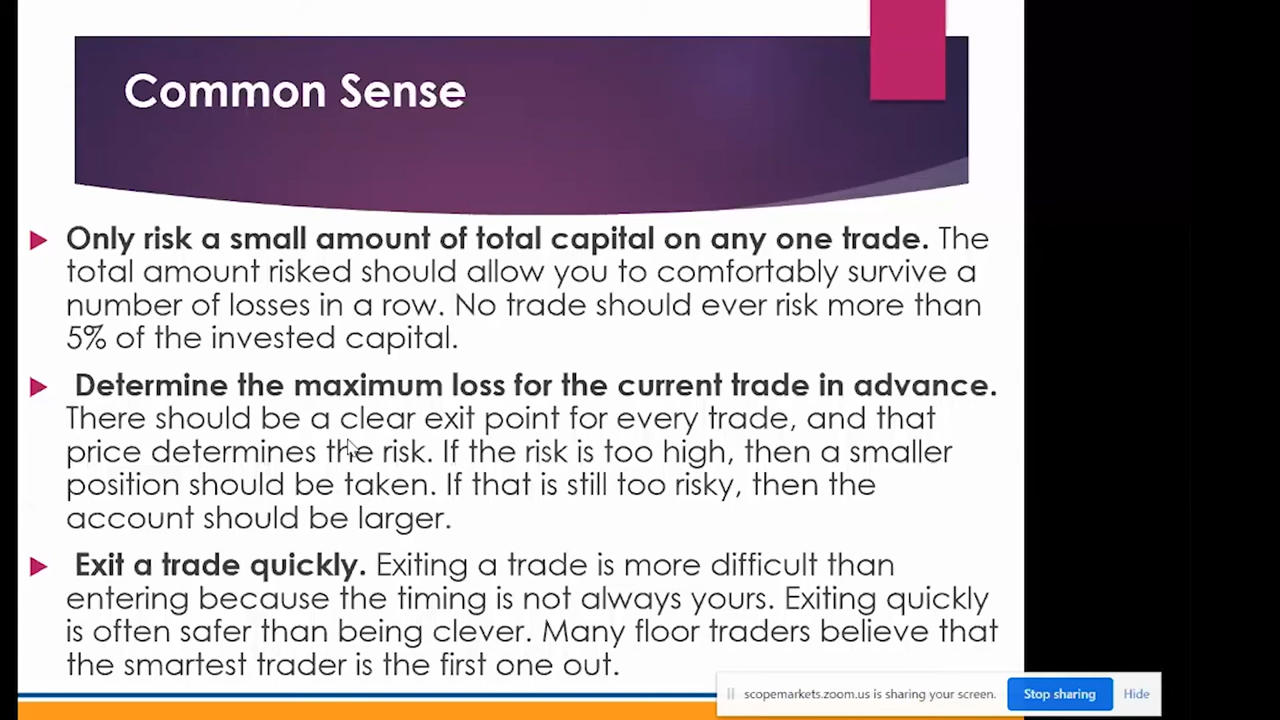 Common Sense
Only risk a small amount of total capital on any one trade. The
total amount risked should allow you to comfortably survive a
number of losses in a row. No trade should ever risk more than
5% of the invested capital.
Determine the maximum loss for the current trade in advance.
There should be a clear exit point for every trade, and that
price determines the risk. If the risk is too high, then a smaller
position should be taken. If that is still too risky, then the
account should be larger.
Exit a trade quickly. Exiting a trade is more difficult than
entering because the timing is not always yours. Exiting quickly
is often safer than being clever. Many floor traders believe that
the smartest trader is the first one out.
scopemarkets.zoom.us is sharing your screen. Stop sharing Hide